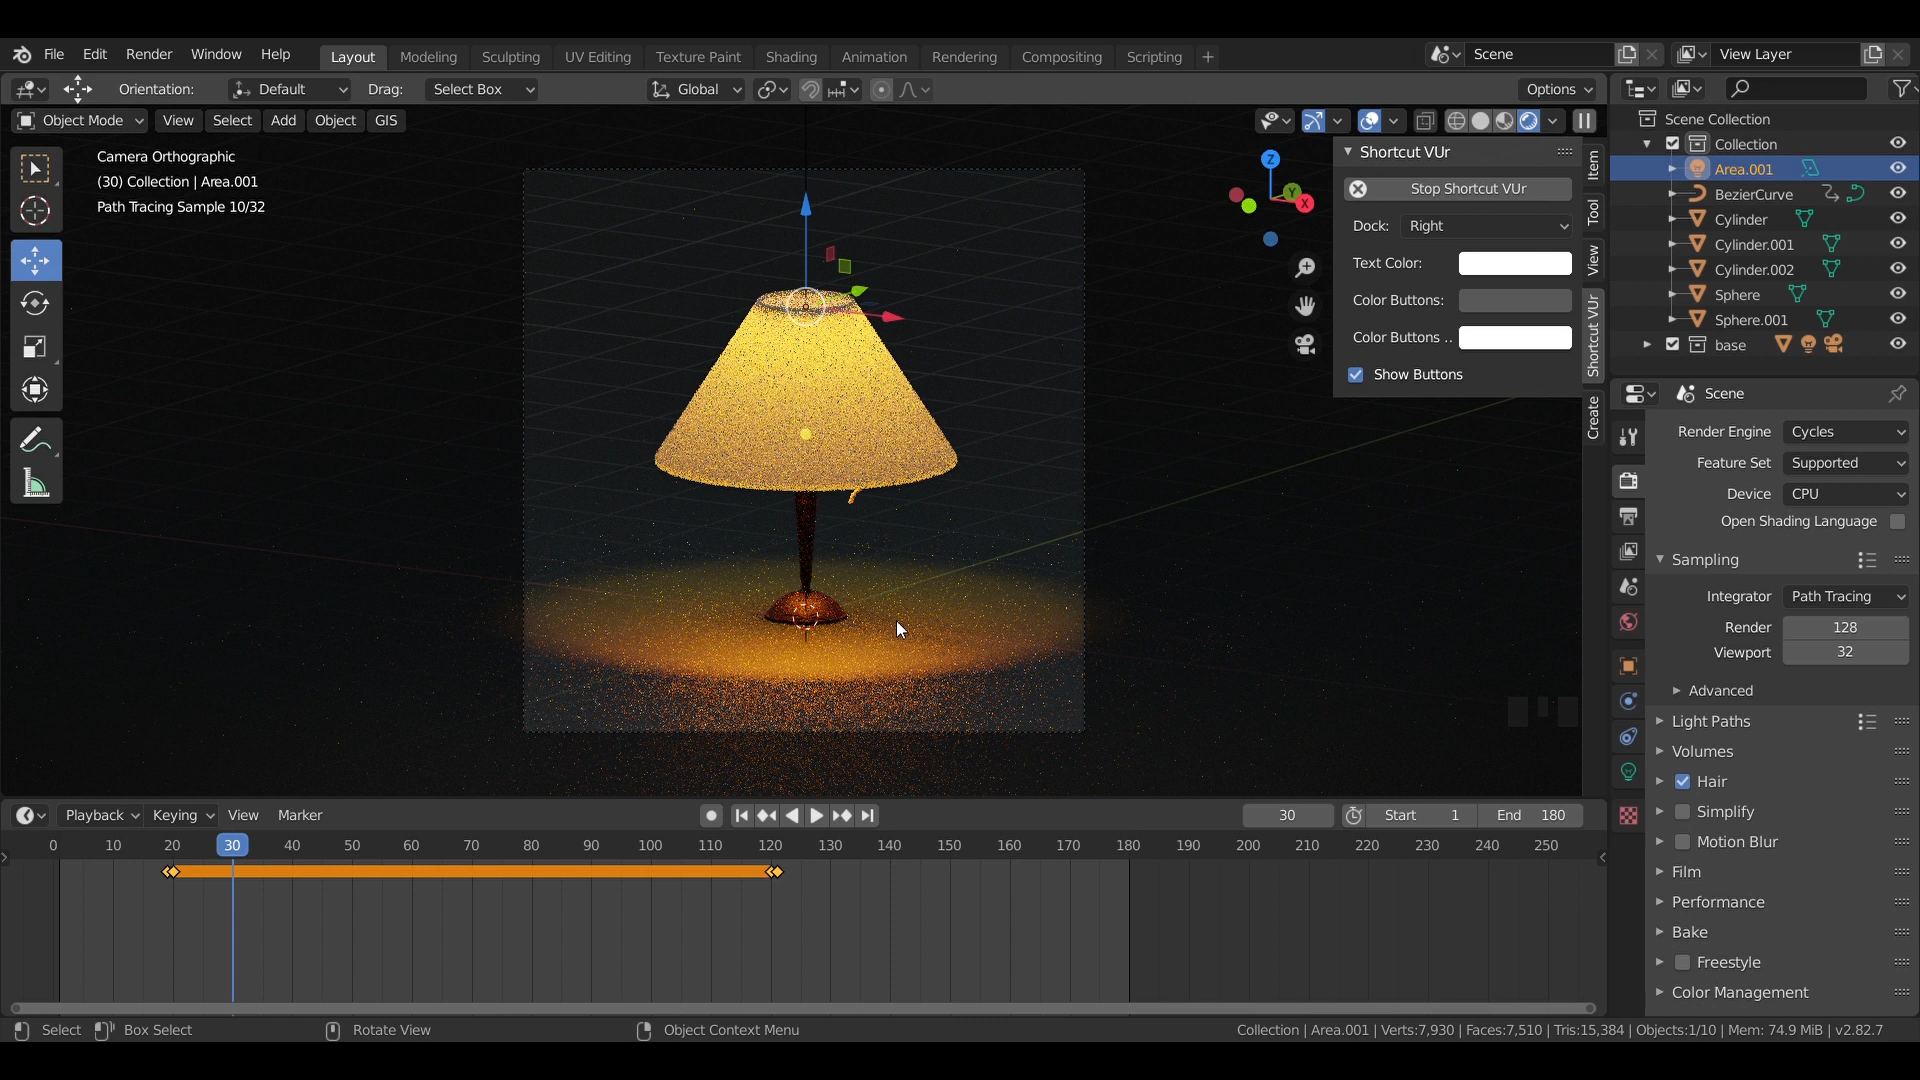 File Edit Render Window Help Layout Modeling Sculpting UV Editing Texture Paint Shading Animation Rendering Compositing Scripting + Scene View Layer
Orientation: Default Drag: Select Box Global Options
Object Mode View Select Add Object GIS
Camera Orthographic
(30) Collection | Area.001
Path Tracing Sample 10/32
Z
Y
X
Shortcut VUr
Stop Shortcut VUr
Dock: Right
Text Color:
Color Buttons:
Color Buttons ..
Show Buttons
Item
Tool
View
Shortcut VUr
Create
Scene Collection
Collection
Area.001
BezierCurve
Cylinder
Cylinder.001
Cylinder.002
Sphere
Sphere.001
base
Scene
Render Engine Cycles
Feature Set Supported
Device CPU
Open Shading Language
Sampling
Integrator Path Tracing
Render 128
Viewport 32
Advanced
Light Paths
Volumes
Hair
Simplify
Motion Blur
Film
Performance
Bake
Freestyle
Color Management
Playback Keying View Marker 30 Start 1 End 180
0 10 20 30 40 50 60 70 80 90 100 110 120 130 140 150 160 170 180 190 200 210 220 230 240 250
Select Box Select Rotate View Object Context Menu Collection | Area.001 | Verts:7,930 | Faces:7,510 | Tris:15,384 | Objects:1/10 | Mem: 74.9 MiB | v2.82.7